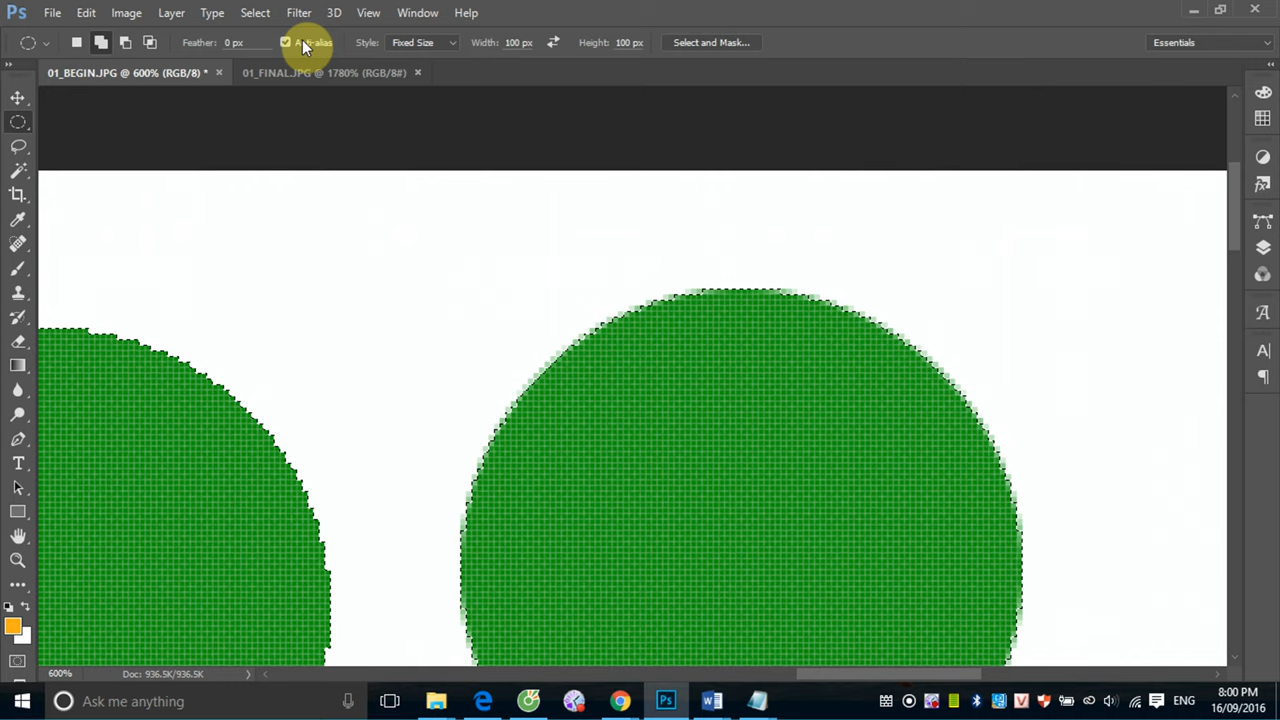 Ps File Edit Image Layer Type Select Filter 3D View Window Help
Feather: 0 px Anti-alias Style: Fixed Size Width: 100 px Height: 100 px Select and Mask... Essentials
01_BEGIN.JPG @ 600% (RGB/8) * × 01_FINAL.JPG @ 1780% (RGB/8#) ×
600% Doc: 936.5K/936.5K
Ask me anything
ENG
8:00 PM
16/09/2016